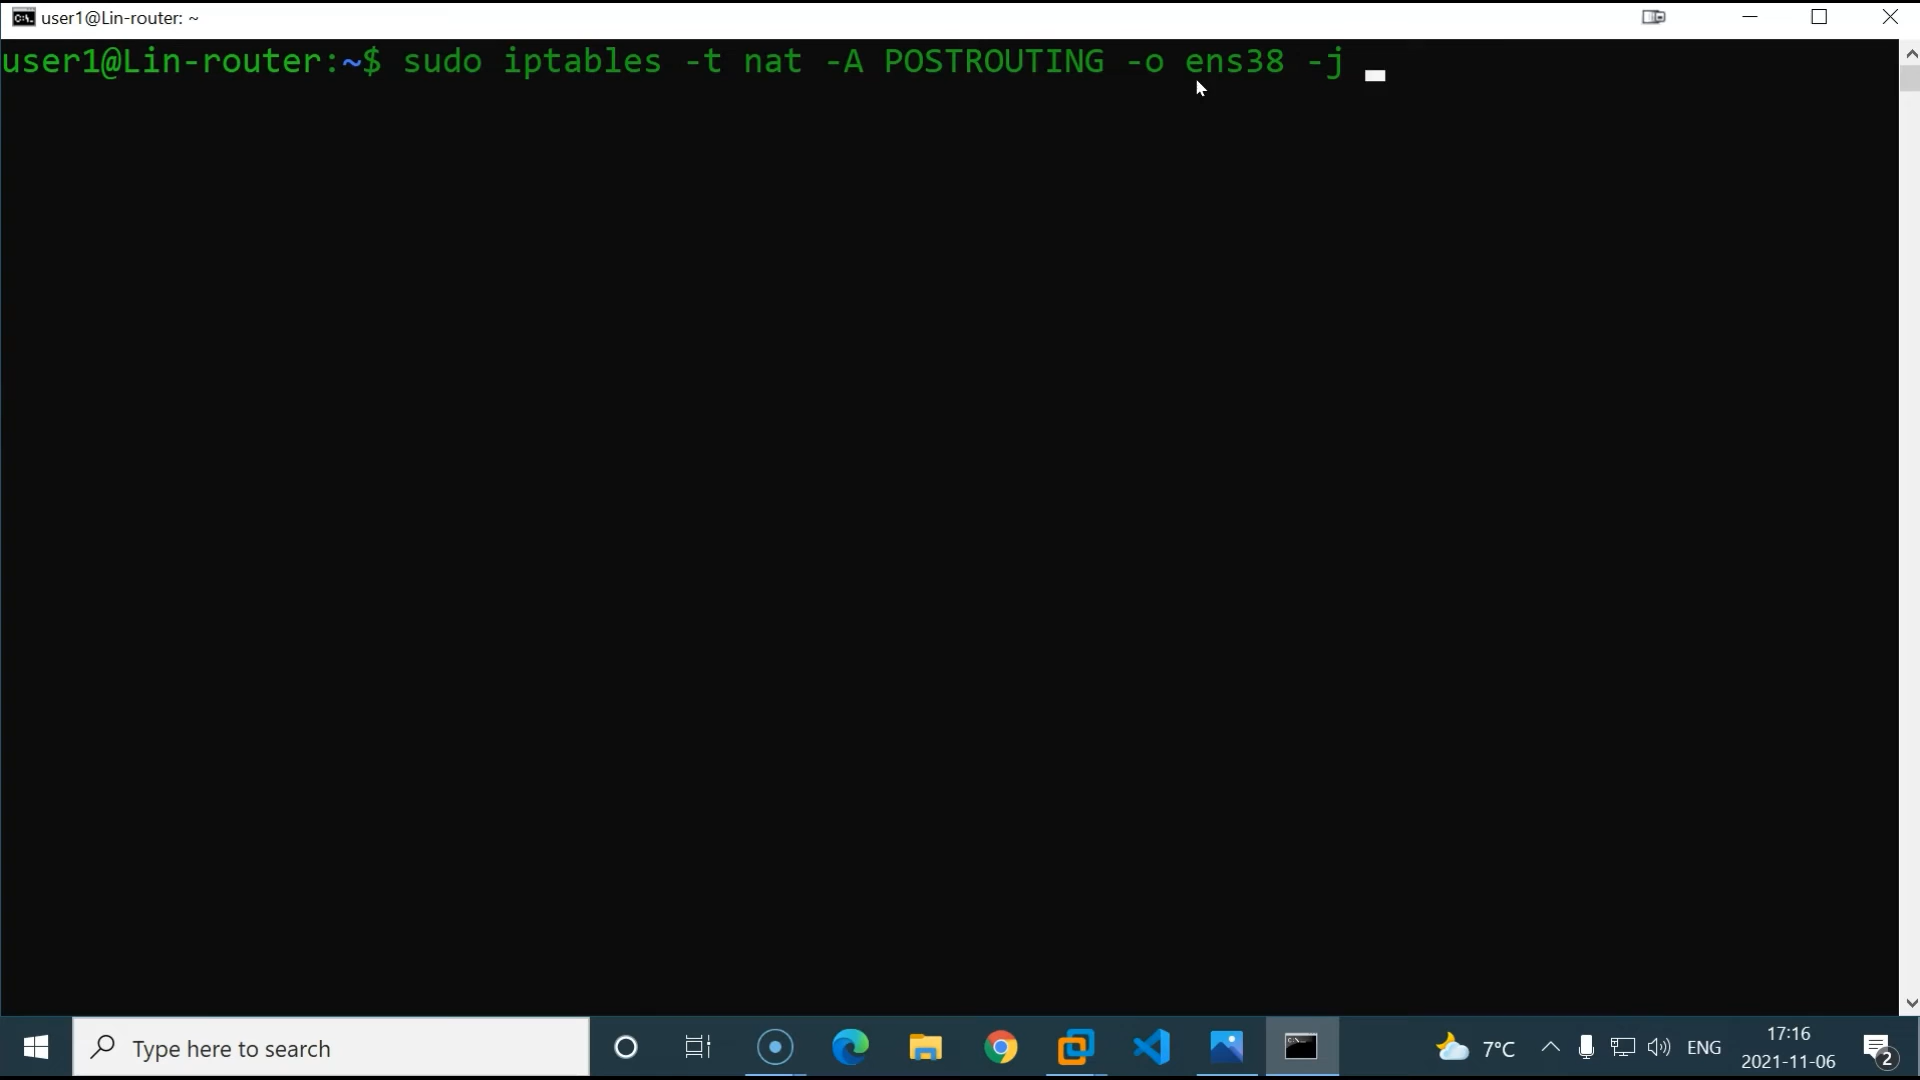 user1@Lin-router: ~
user1@Lin-router:~$ sudo iptables -t nat -A POSTROUTING -o ens38 -j
Type here to search
7°C
ENG
17:16
2021-11-06
2